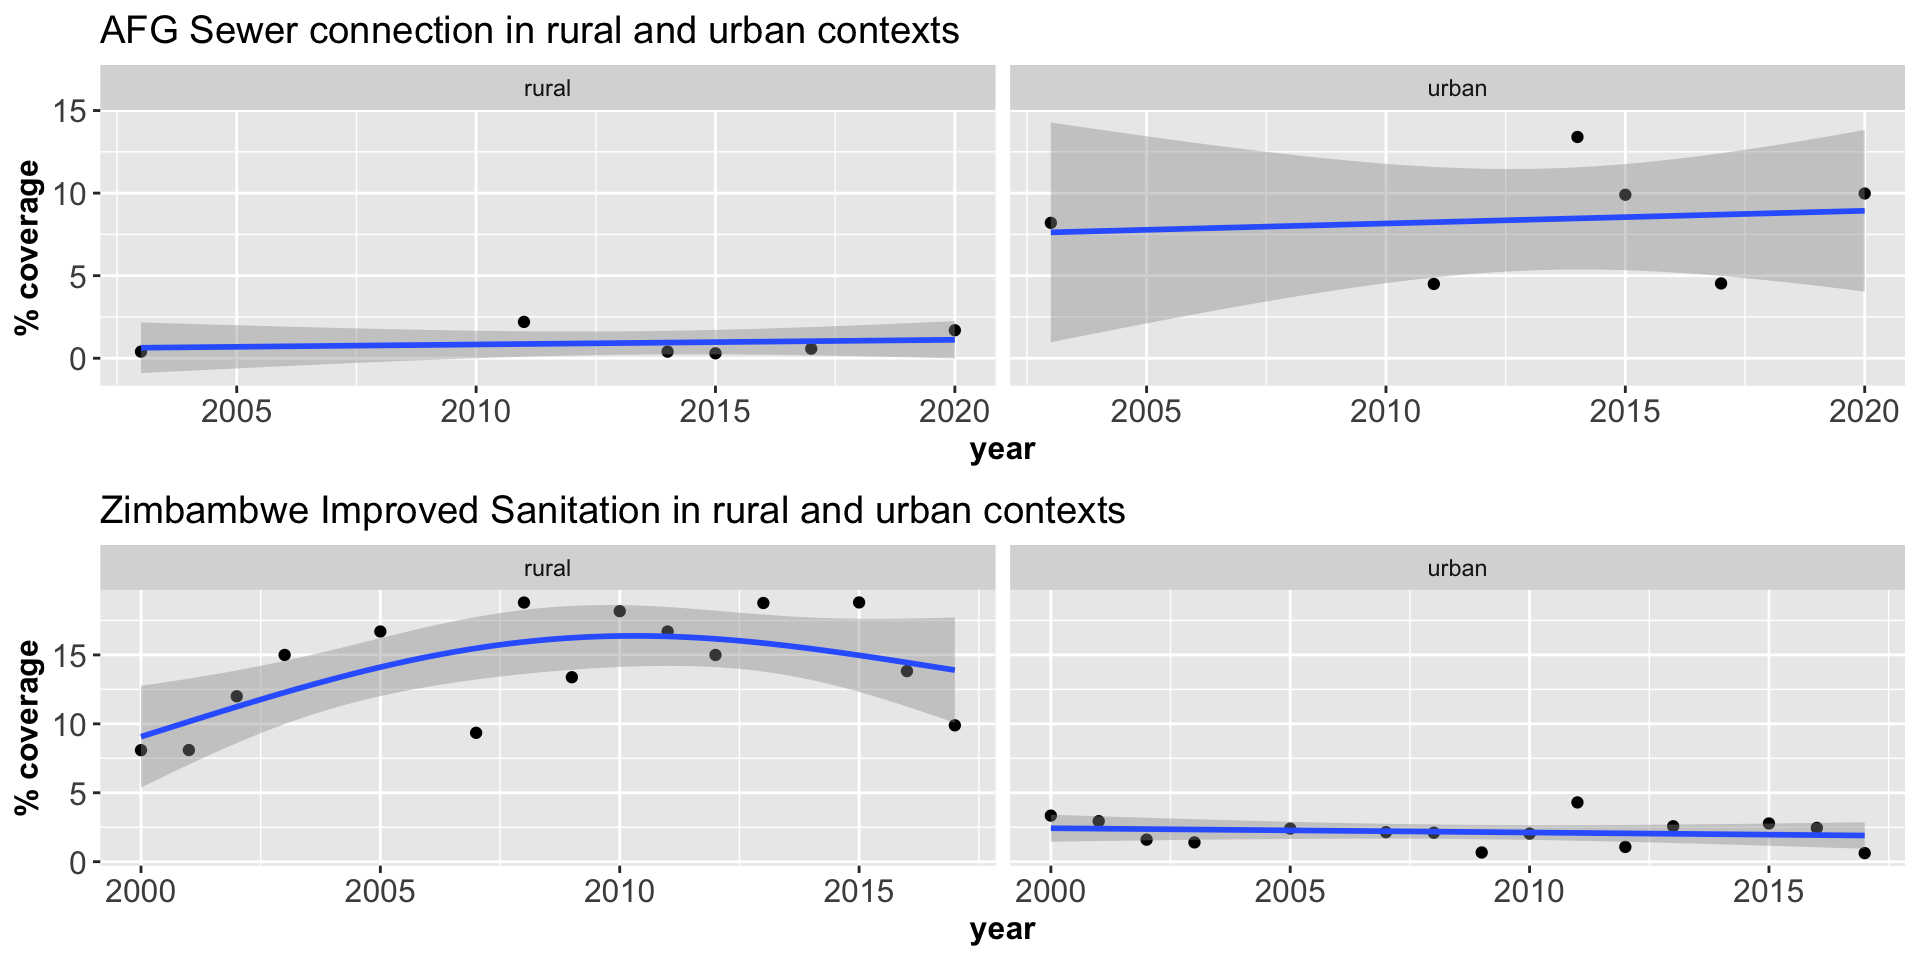 AFG Sewer connection in rural and urban contexts
rural urban
15
10
5
0
% coverage
2005 2010 2015 2020 2005 2010 2015 2020
year
Zimbambwe Improved Sanitation in rural and urban contexts
rural urban
15
10
5
0
% coverage
2000 2005 2010 2015 2000 2005 2010 2015
year